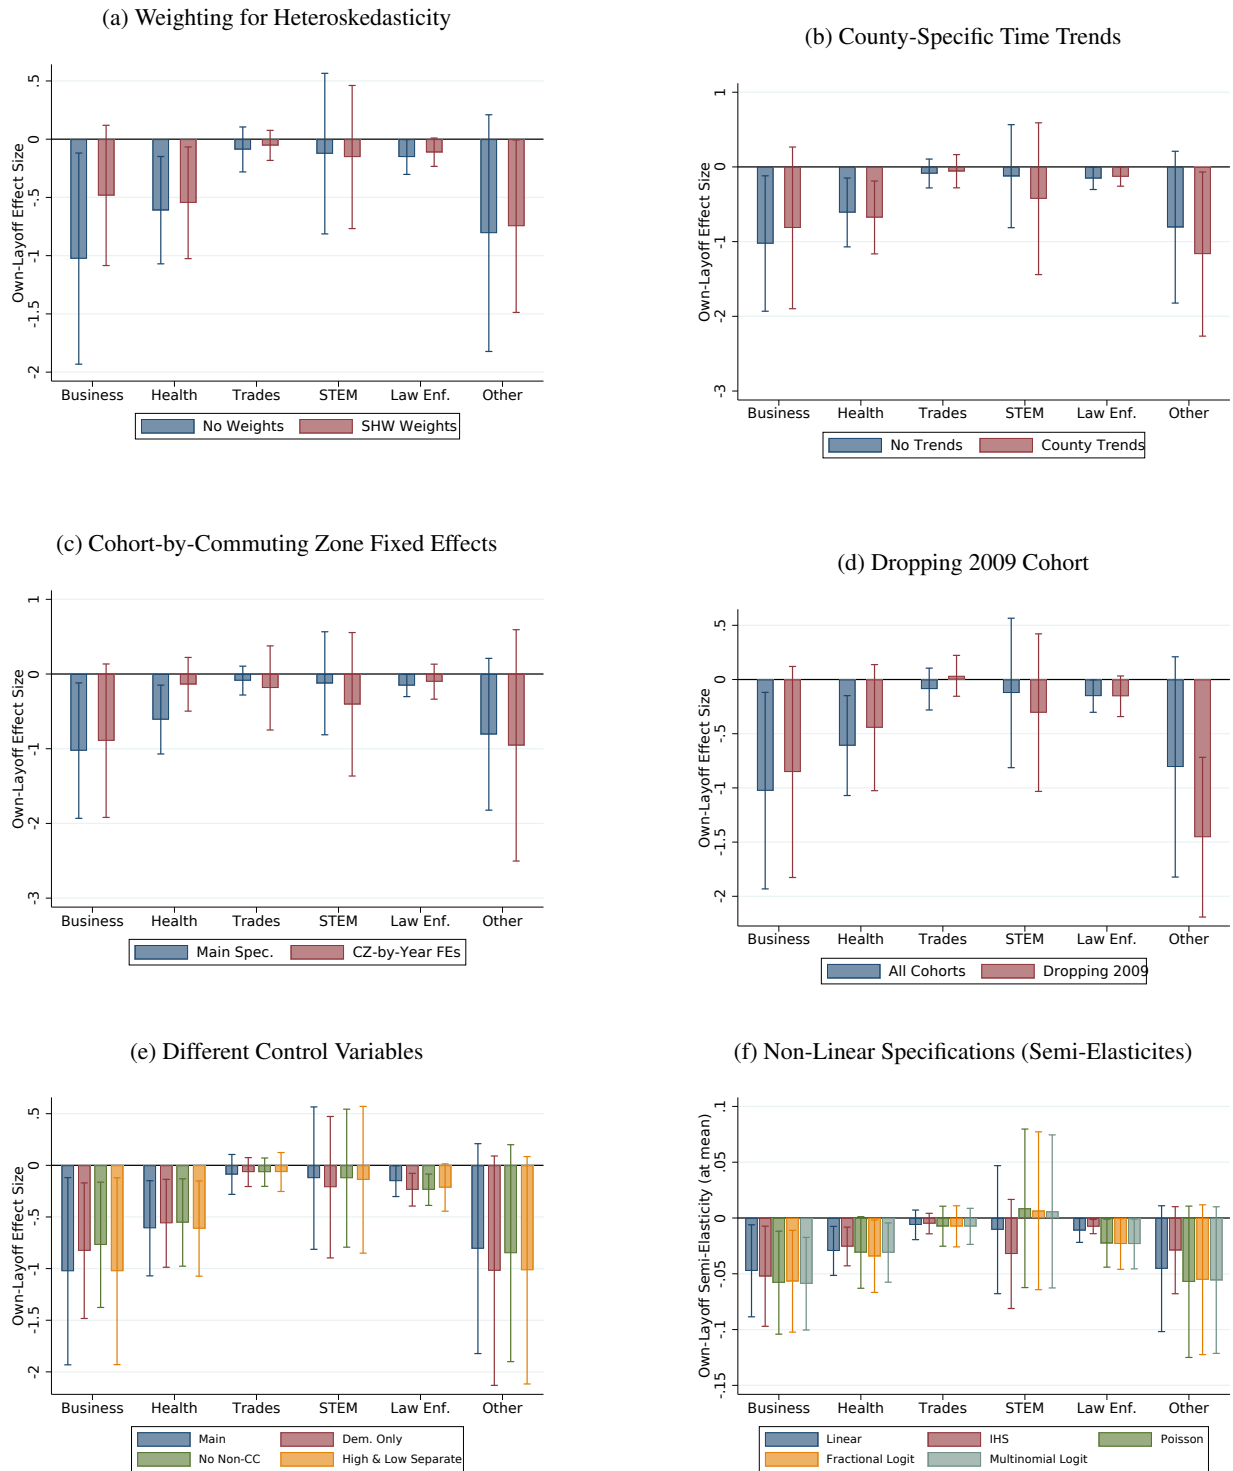 (a) Weighting for Heteroskedasticity
Own-Layoff Effect Size
.5
0
-.5
-1
-1.5
-2
Business Health Trades STEM Law Enf. Other
No Weights SHW Weights
(b) County-Specific Time Trends
Own-Layoff Effect Size
1
0
-1
-2
-3
Business Health Trades STEM Law Enf. Other
No Trends County Trends
(c) Cohort-by-Commuting Zone Fixed Effects
Own-Layoff Effect Size
1
0
-1
-2
-3
Business Health Trades STEM Law Enf. Other
Main Spec. CZ-by-Year FEs
(d) Dropping 2009 Cohort
Own-Layoff Effect Size
.5
0
-.5
-1
-1.5
-2
Business Health Trades STEM Law Enf. Other
All Cohorts Dropping 2009
(e) Different Control Variables
Own-Layoff Effect Size
.5
0
-.5
-1
-1.5
-2
Business Health Trades STEM Law Enf. Other
Main Dem. Only
No Non-CC High & Low Separate
(f) Non-Linear Specifications (Semi-Elasticites)
Own-Layoff Semi-Elasticity (at mean)
.1
.05
0
-.05
-.1
-.15
Business Health Trades STEM Law Enf. Other
Linear IHS Poisson
Fractional Logit Multinomial Logit